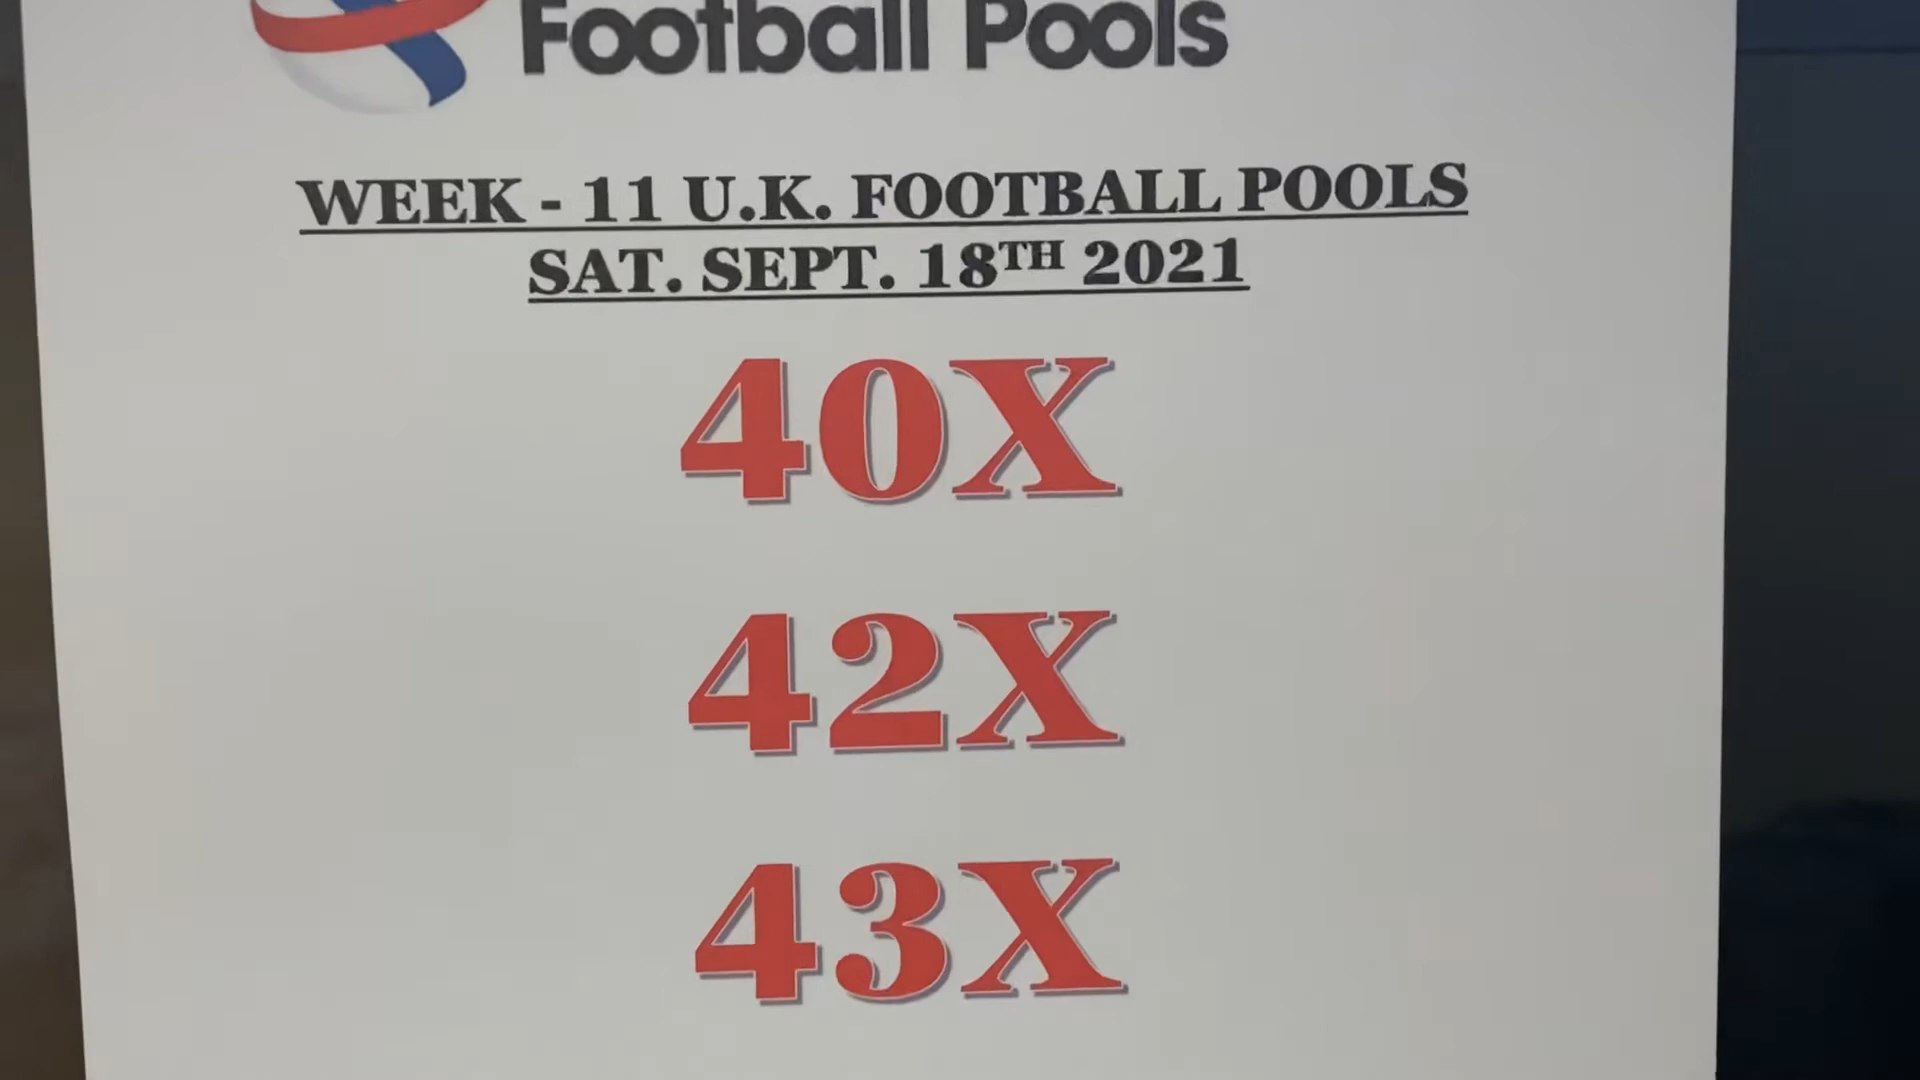 Football Pools
WEEK - 11 U.K. FOOTBALL POOLS
SAT. SEPT. 18TH 2021
40X
42X
43X